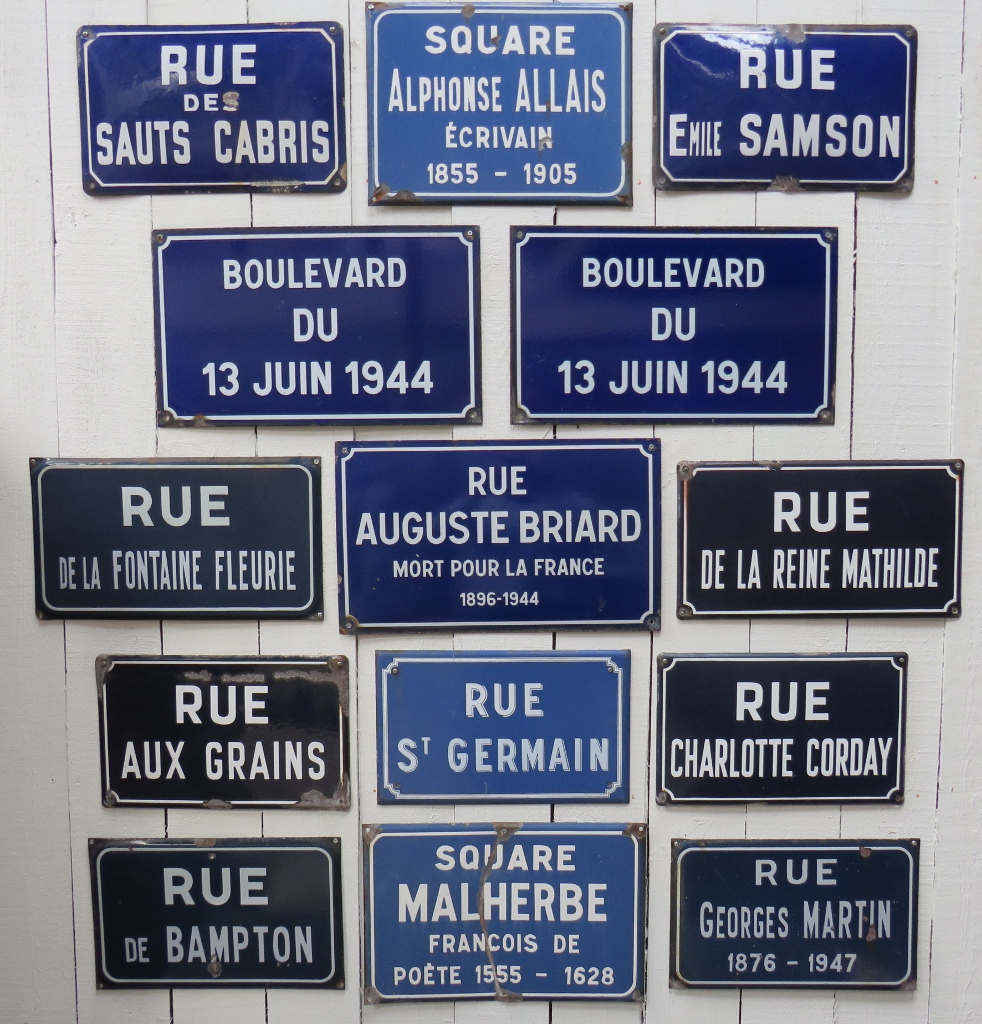 RUE
DES
SAUTS CABRIS
SQUARE
ALPHONSE ALLAIS
ÉCRIVAIN
1855 - 1905
RUE
EMILE SAMSON
BOULEVARD
DU
13 JUIN 1944
BOULEVARD
DU
13 JUIN 1944
RUE
DE LA FONTAINE FLEURIE
RUE
AUGUSTE BRIARD
MORT POUR LA FRANCE
1896-1944
RUE
DE LA REINE MATHILDE
RUE
AUX GRAINS
RUE
ST GERMAIN
RUE
CHARLOTTE CORDAY
RUE
DE BAMPTON
SQUARE
MALHERBE
FRANCOIS DE
POÈTE 1555 - 1628
RUE
GEORGES MARTIN
1876 - 1947